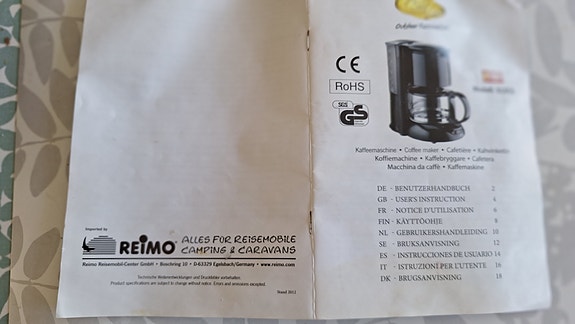 Imported by
REIMO® ALLES FÜR REISEMOBILE
CAMPING & CARAVANS
Reimo Reisemobil-Center GmbH • Boschring 10 • D-63329 Egelsbach/Germany • www.reimo.com
Technische Weiterentwicklungen und Druckfehler vorbehalten.
Product specifications are subject to change without notice. Errors and omissions excepted.
Stand 2012
CE
RoHS
SGS
GS
Kaffeemaschine • Coffee maker • Cafetière • Kahvinkeitin
Koffiemachine • Kaffebryggare • Cafetera
Macchina da caffè • Kaffemaskine
DE · BENUTZERHANDBUCH 2
GB · USER'S INSTRUCTION 4
FR · NOTICE D'UTILISATION 6
FIN · KÄYTTÖOHJE 8
NL · GEBRUIKERSHANDLEIDING 10
SE · BRUKSANVISNING 12
ES · INSTRUCCIONES DE USUARIO 14
IT · ISTRUZIONI PER L'UTENTE 16
DK · BRUGSANVISNING 18